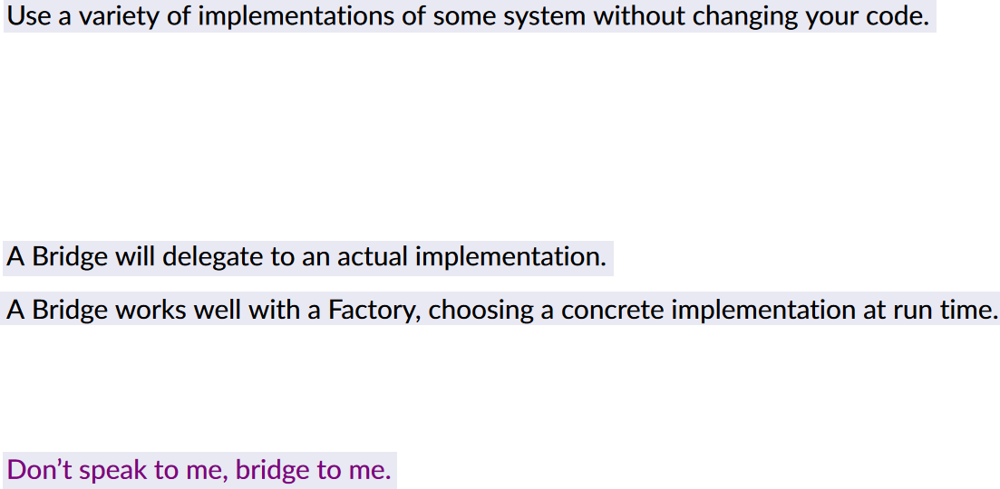 Use a variety of implementations of some system without changing your code.
A Bridge will delegate to an actual implementation.
A Bridge works well with a Factory, choosing a concrete implementation at run time.
Don’t speak to me, bridge to me.